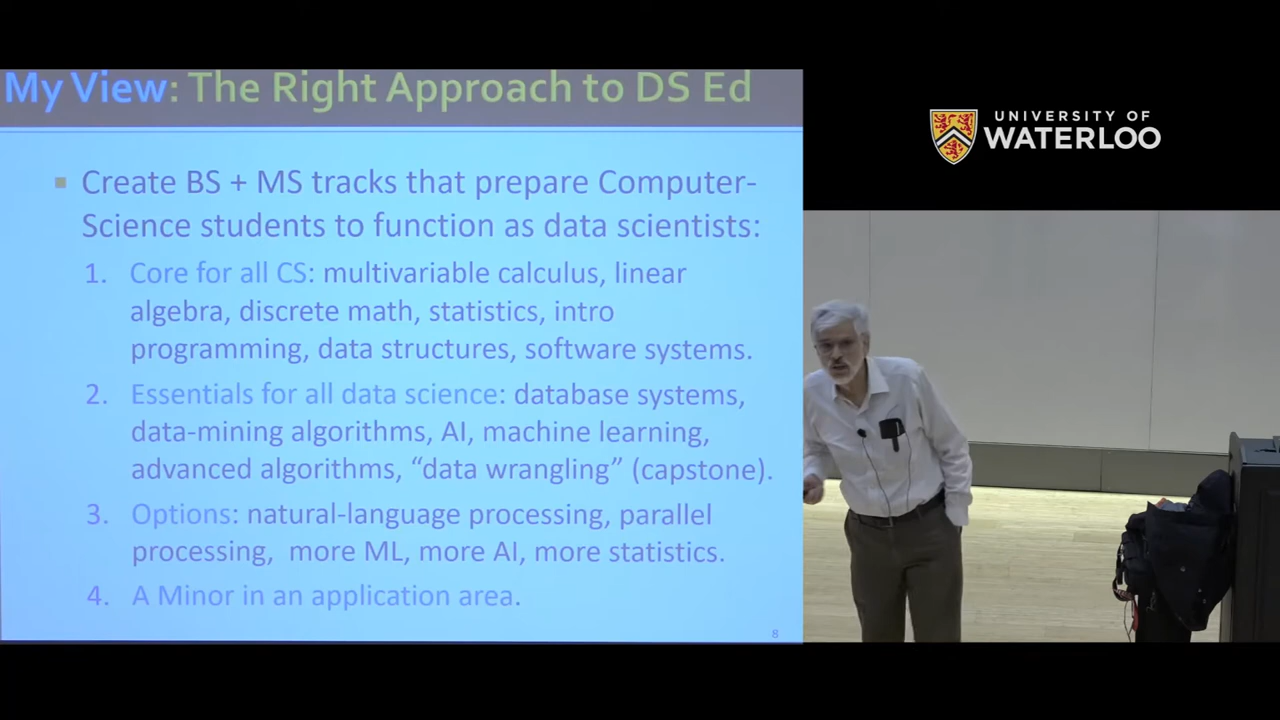 My View: The Right Approach to DS Ed
Create BS + MS tracks that prepare Computer-
Science students to function as data scientists:
1. Core for all CS: multivariable calculus, linear
algebra, discrete math, statistics, intro
programming, data structures, software systems.
2. Essentials for all data science: database systems,
data-mining algorithms, AI, machine learning,
advanced algorithms, “data wrangling” (capstone).
3. Options: natural-language processing, parallel
processing, more ML, more AI, more statistics.
4. A Minor in an application area.
8
UNIVERSITY OF
WATERLOO